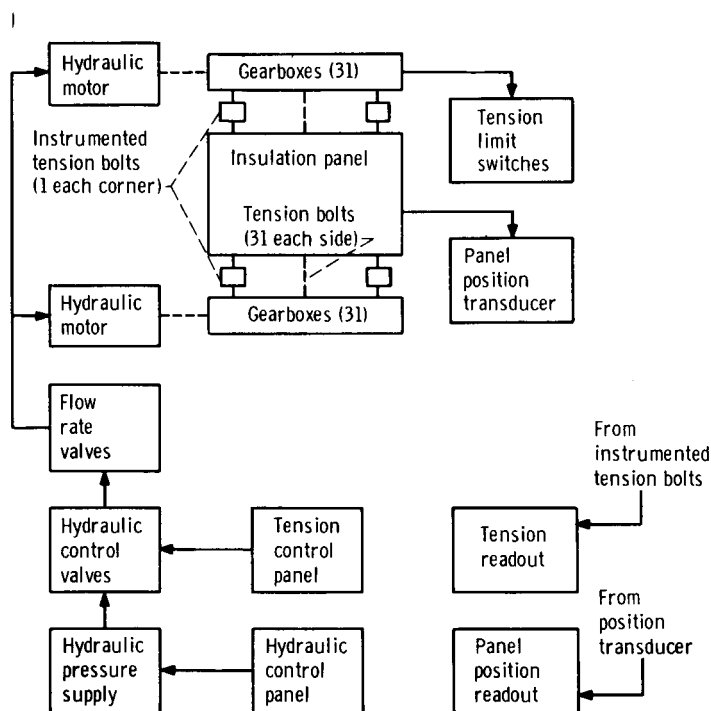 Hydraulic
motor
Gearboxes (31)
Tension
limit
switches
Instrumented
tension bolts
(1 each corner)
Insulation panel
Tension bolts
(31 each side)
Panel
position
transducer
Hydraulic
motor
Gearboxes (31)
Flow
rate
valves
From
instrumented
tension bolts
Hydraulic
control
valves
Tension
control
panel
Tension
readout
From
position
transducer
Hydraulic
pressure
supply
Hydraulic
control
panel
Panel
position
readout